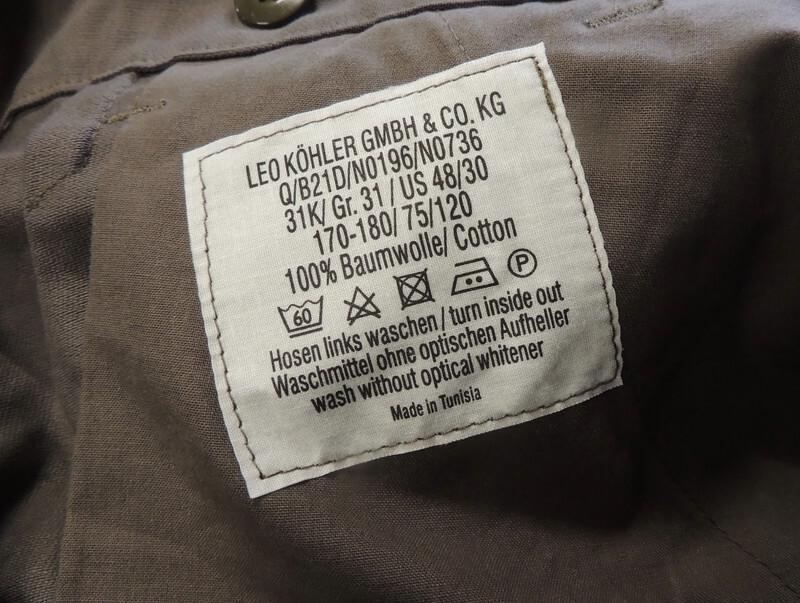 LEO KÖHLER GMBH & CO. KG
Q/B21D/N0196/N0736
31K/ Gr. 31 / US 48/30
170-180/ 75/120
100% Baumwolle/ Cotton
60 P
Hosen links waschen / turn inside out
Waschmittel ohne optischen Aufheller
wash without optical whitener
Made in Tunisia